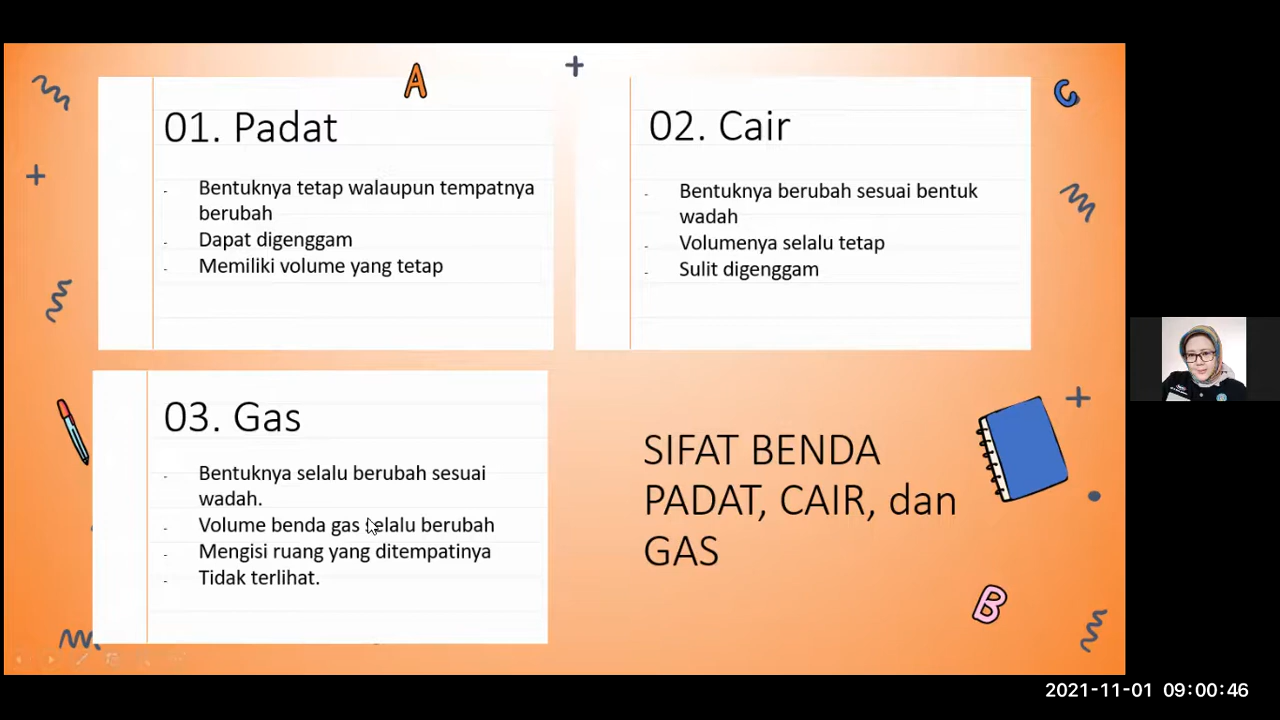 A
C
01. Padat
- Bentuknya tetap walaupun tempatnya
berubah
- Dapat digenggam
- Memiliki volume yang tetap
02. Cair
- Bentuknya berubah sesuai bentuk
wadah
- Volumenya selalu tetap
- Sulit digenggam
03. Gas
- Bentuknya selalu berubah sesuai
wadah.
- Volume benda gas selalu berubah
- Mengisi ruang yang ditempatinya
- Tidak terlihat.
SIFAT BENDA
PADAT, CAIR, dan
GAS
B
2021-11-01 09:00:46